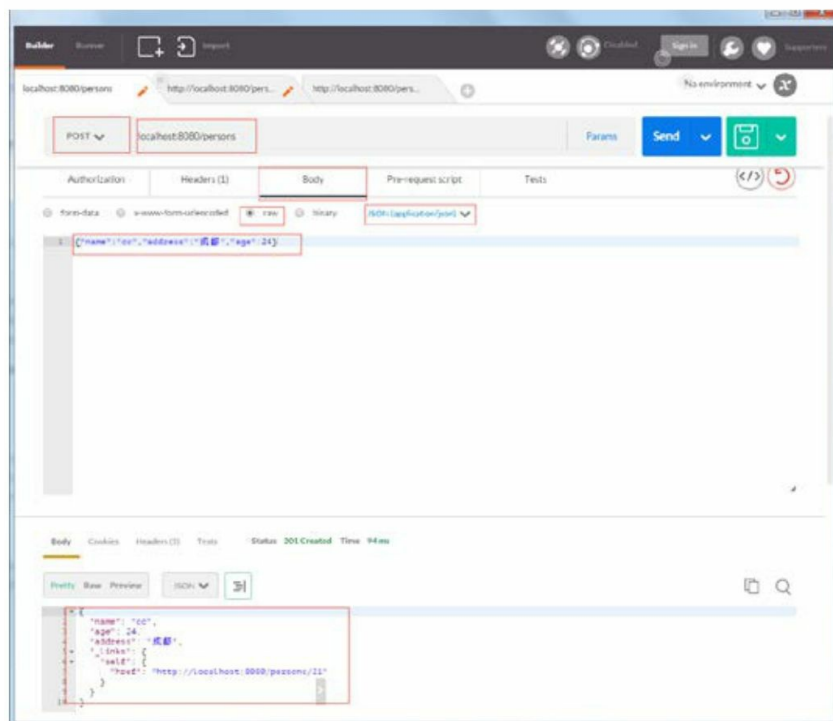 Builder Runner Import Disabled Sign in Supporters
localhost:8080/persons http://localhost:8080/pers... http://localhost:8080/pers... No environment
POST localhost:8080/persons Params Send
Authorization Headers (1) Body Pre-request script Tests
form-data x-www-form-urlencoded raw binary JSON (application/json)
1 {"name":"cc","address":"成都","age":24}
Body Cookies Headers (3) Tests Status 201 Created Time 94 ms
Pretty Raw Preview JSON
{
"name": "cc",
"age": 24,
"address": "成都",
"_links": {
"self": {
"href": "http://localhost:8080/persons/21"
}
}
10 }